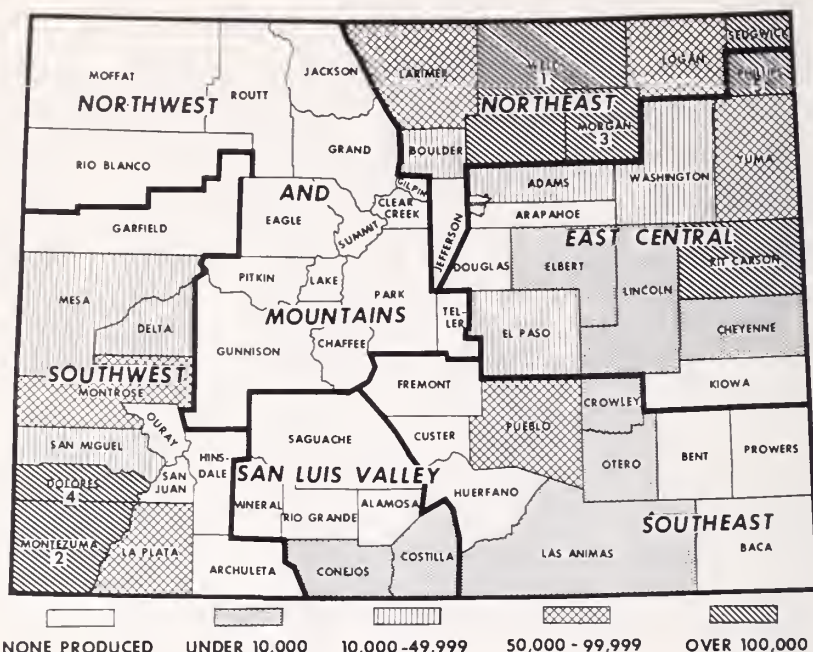 SEDGWICK
MOFFAT
JACKSON
LARIMER
WELD
1
LOGAN
PHILLIPS
NORTHWEST
ROUTT
NORTHEAST
MORGAN
3
RIO BLANCO
GRAND
BOULDER
WASHINGTON
YUMA
AND
GILPIN
ADAMS
CLEAR
CREEK
ARAPAHOE
GARFIELD
EAGLE
SUMMIT
JEFFERSON
EAST CENTRAL
DOUGLAS
ELBERT
KIT CARSON
PITKIN
LAKE
PARK
LINCOLN
MESA
DELTA
MOUNTAINS
TEL-
LER
EL PASO
CHEYENNE
GUNNISON
CHAFFEE
SOUTHWEST
MONTROSE
FREMONT
KIOWA
CROWLEY
OURAY
SAGUACHE
CUSTER
PUEBLO
SAN MIGUEL
HINS-
DALE
OTERO
BENT
PROWERS
SAN
JUAN
SAN LUIS VALLEY
DOLORES
4
MINERAL
RIO GRANDE
ALAMOSA
HUERFANO
SOUTHEAST
MONTEZUMA
2
LA PLATA
ARCHULETA
CONEJOS
COSTILLA
LAS ANIMAS
BACA
NONE PRODUCED UNDER 10,000 10,000-49,999 50,000-99,999 OVER 100,000